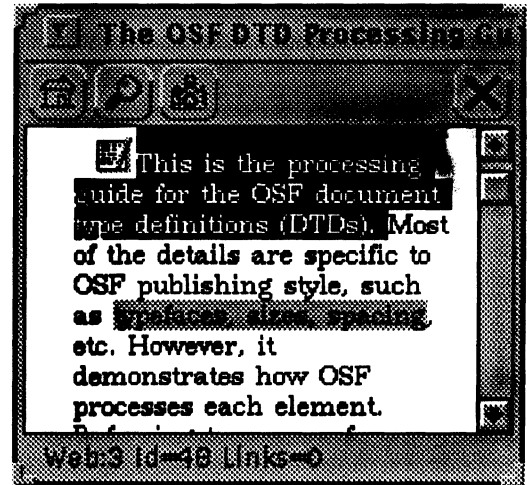 The OSF DTD Processing Gu
This is the processing
guide for the OSF document
type definitions (DTDs). Most
of the details are specific to
OSF publishing style, such
as typefaces, sizes, spacing,
etc. However, it
demonstrates how OSF
processes each element.
Web:3 Id=48 Links=0